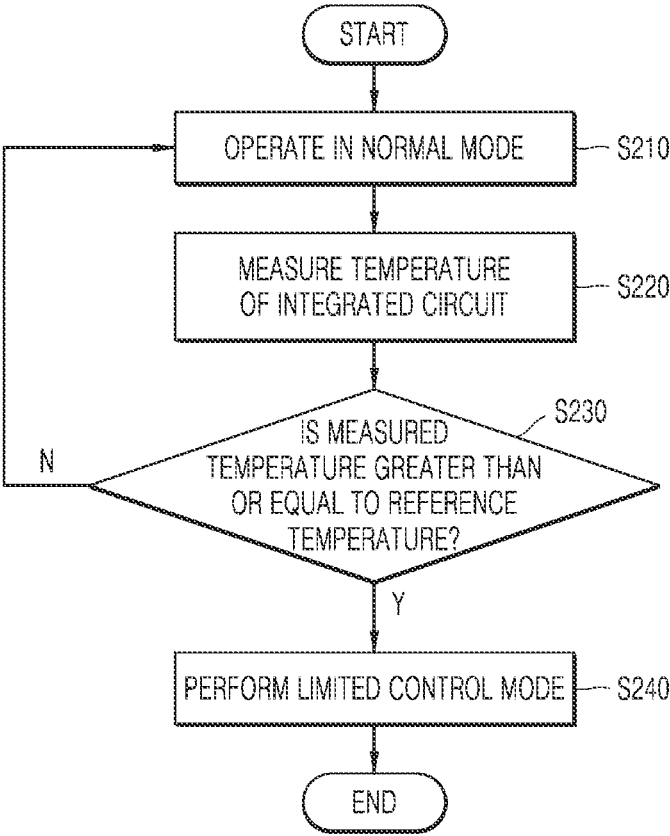 START
OPERATE IN NORMAL MODE
S210
MEASURE TEMPERATURE
OF INTEGRATED CIRCUIT
S220
S230
IS MEASURED
TEMPERATURE GREATER THAN
OR EQUAL TO REFERENCE
TEMPERATURE?
N
Y
PERFORM LIMITED CONTROL MODE
S240
END